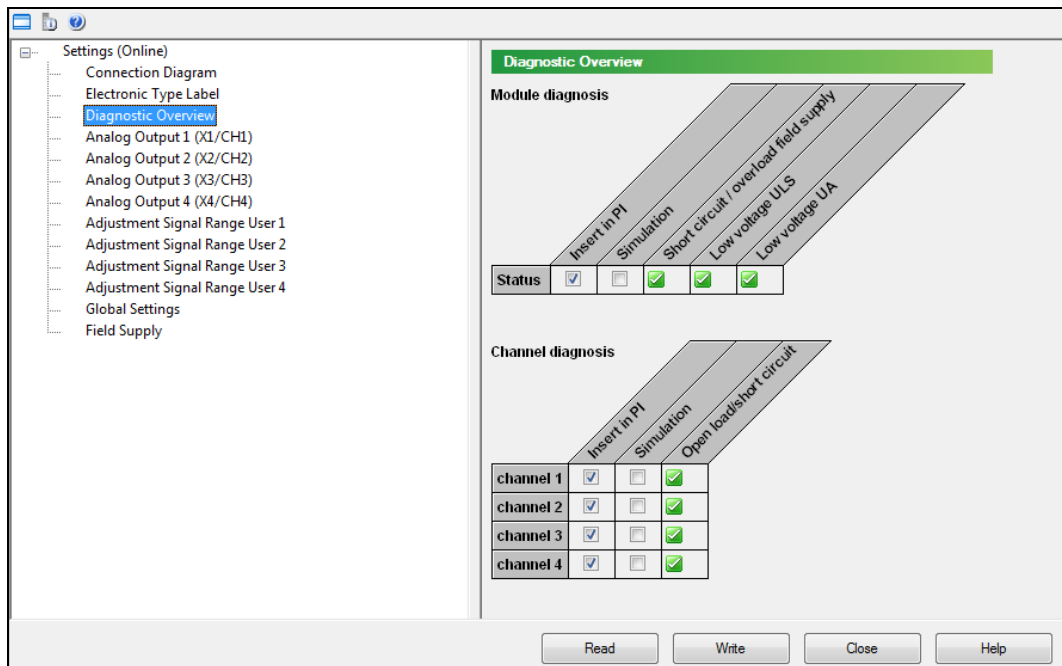 Settings (Online)
Connection Diagram
Electronic Type Label
Diagnostic Overview
Analog Output 1 (X1/CH1)
Analog Output 2 (X2/CH2)
Analog Output 3 (X3/CH3)
Analog Output 4 (X4/CH4)
Adjustment Signal Range User 1
Adjustment Signal Range User 2
Adjustment Signal Range User 3
Adjustment Signal Range User 4
Global Settings
Field Supply
Diagnostic Overview
Module diagnosis
Insert in PI
Simulation
Short circuit / overload field supply
Low voltage ULS
Low voltage UA
Status
Channel diagnosis
Insert in PI
Simulation
Open load/short circuit
channel 1
channel 2
channel 3
channel 4
Read Write Close Help